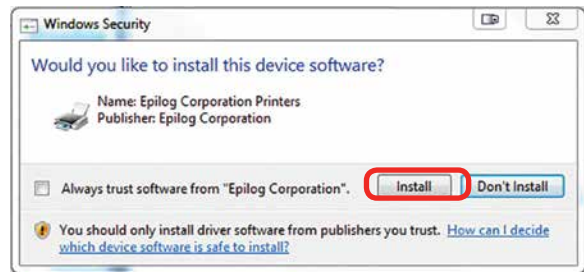 Windows Security
Would you like to install this device software?
Name: Epilog Corporation Printers
Publisher: Epilog Corporation
Always trust software from "Epilog Corporation".
Install
Don't Install
You should only install driver software from publishers you trust. How can I decide
which device software is safe to install?